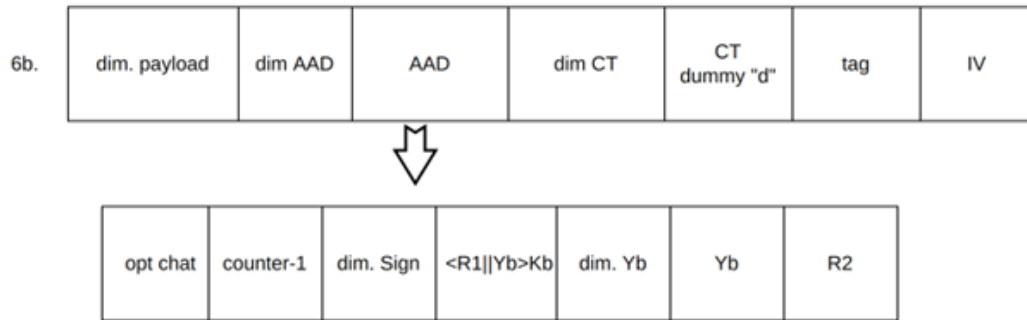 6b.
dim. payload
dim AAD
AAD
dim CT
CT
dummy "d"
tag
IV
opt chat
counter-1
dim. Sign
<R1||Yb>Kb
dim. Yb
Yb
R2